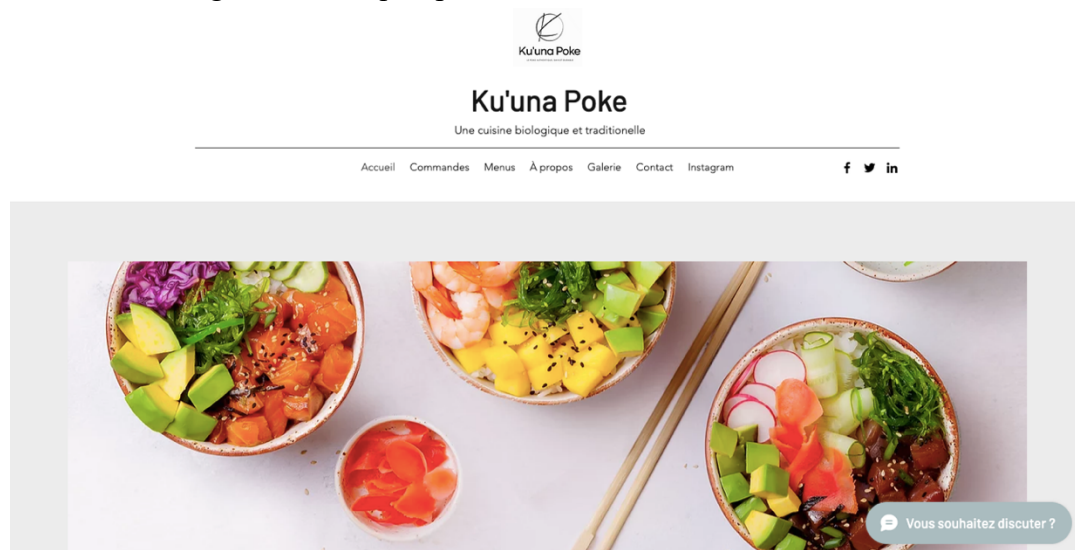 Ku'una Poke
Ku'una Poke
Une cuisine biologique et traditionelle
Accueil Commandes Menus À propos Galerie Contact Instagram
Vous souhaitez discuter ?